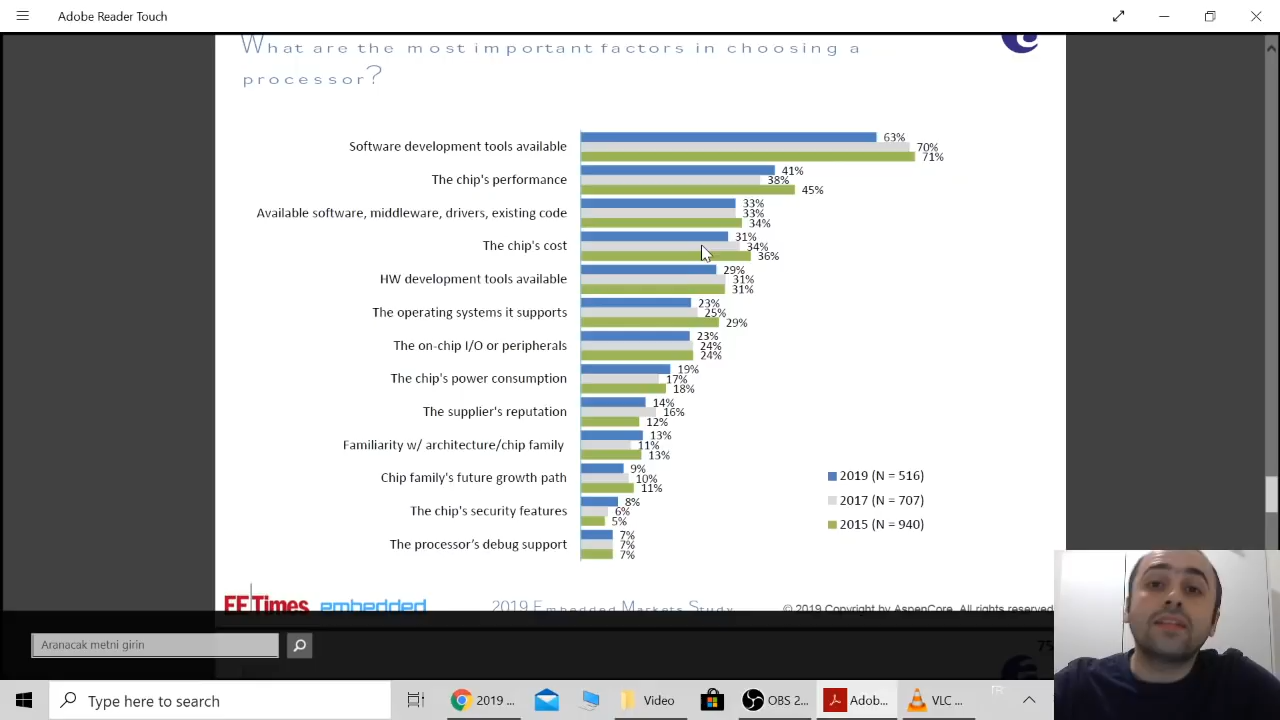 Adobe Reader Touch
What are the most important factors in choosing a
processor?
Software development tools available
63%
70%
71%
The chip's performance
41%
38%
45%
Available software, middleware, drivers, existing code
33%
33%
34%
The chip's cost
31%
34%
36%
HW development tools available
29%
31%
31%
The operating systems it supports
23%
25%
29%
The on-chip I/O or peripherals
23%
24%
24%
The chip's power consumption
19%
17%
18%
The supplier's reputation
14%
16%
12%
Familiarity w/ architecture/chip family
13%
11%
13%
Chip family's future growth path
9%
10%
11%
The chip's security features
8%
6%
5%
The processor's debug support
7%
7%
7%
2019 (N = 516)
2017 (N = 707)
2015 (N = 940)
EETimes embedded 2019 Embedded Markets Study © 2019 Copyright by AspenCore. All rights reserved
Aranacak metni girin
75
Type here to search
2019 ...
Video
OBS 2...
Adob...
VLC ...